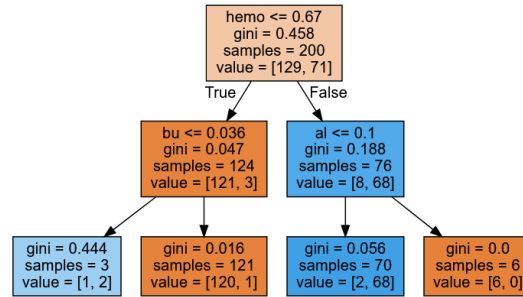 hemo <= 0.67
gini = 0.458
samples = 200
value = [129, 71]
True
False
bu <= 0.036
gini = 0.047
samples = 124
value = [121, 3]
al <= 0.1
gini = 0.188
samples = 76
value = [8, 68]
gini = 0.444
samples = 3
value = [1, 2]
gini = 0.016
samples = 121
value = [120, 1]
gini = 0.056
samples = 70
value = [2, 68]
gini = 0.0
samples = 6
value = [6, 0]